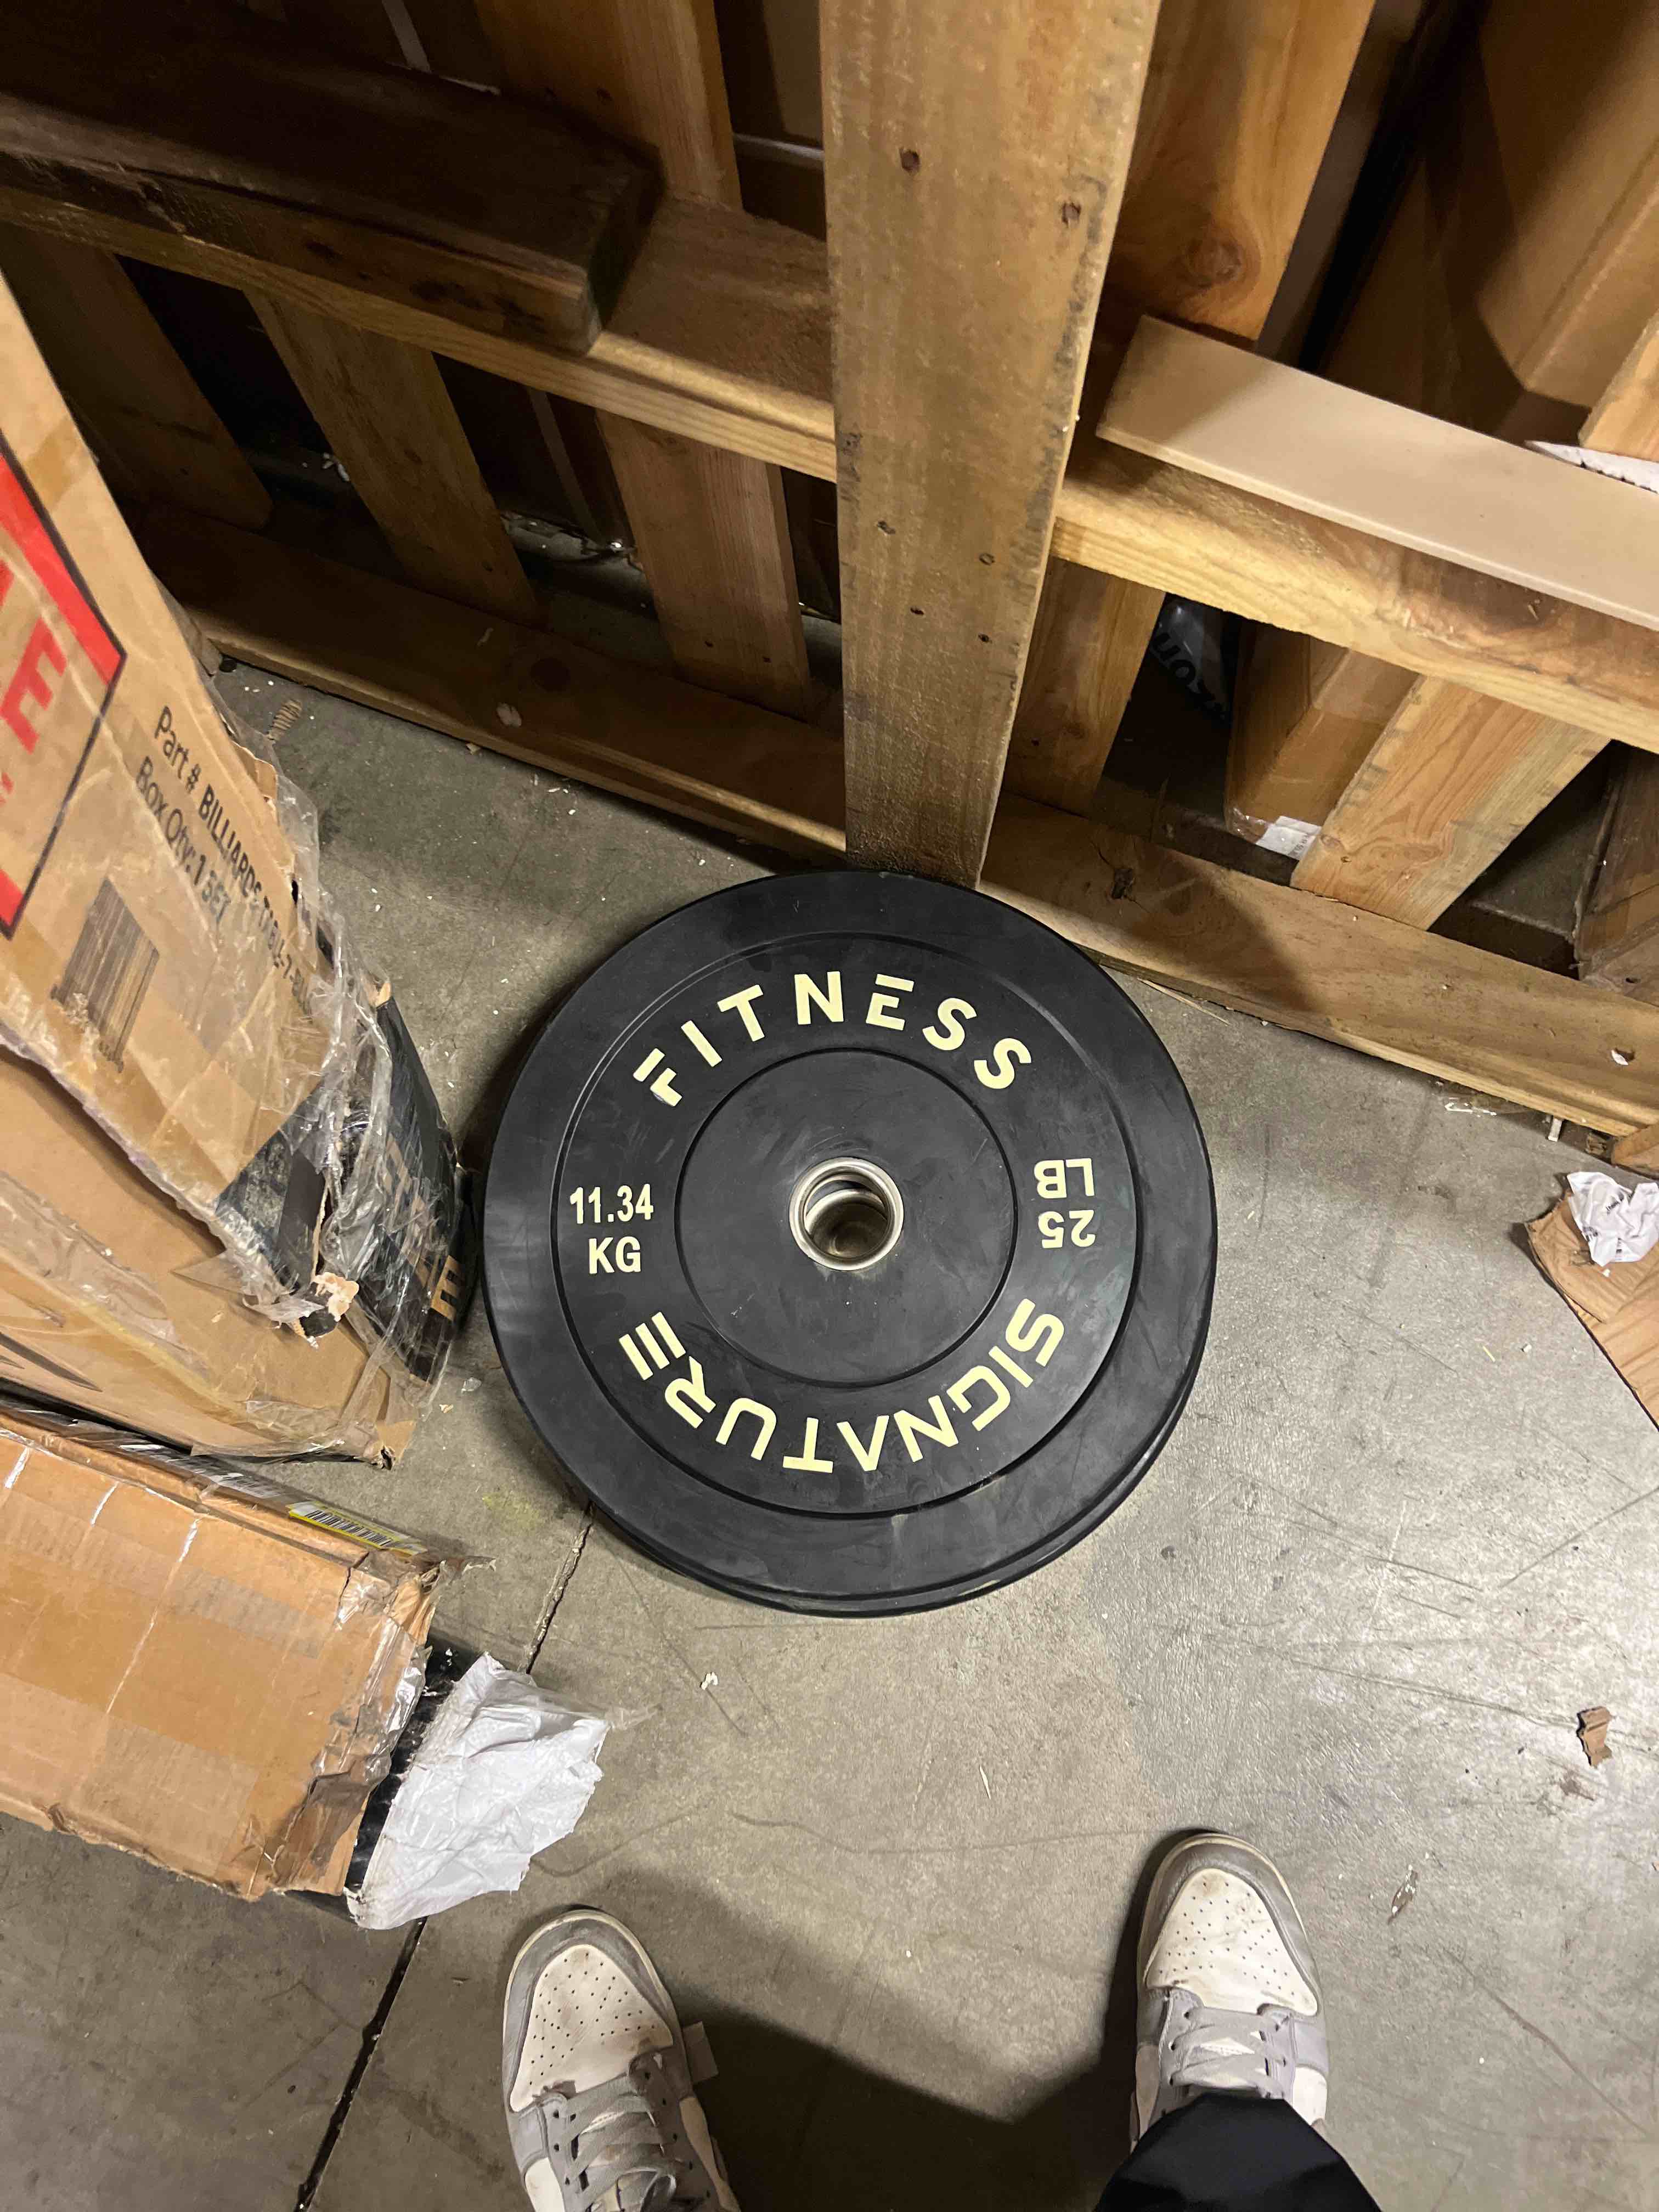 FITNESS
11.34
KG
25
LB
SIGNATURE
Part #
Box Qty: 1 SET